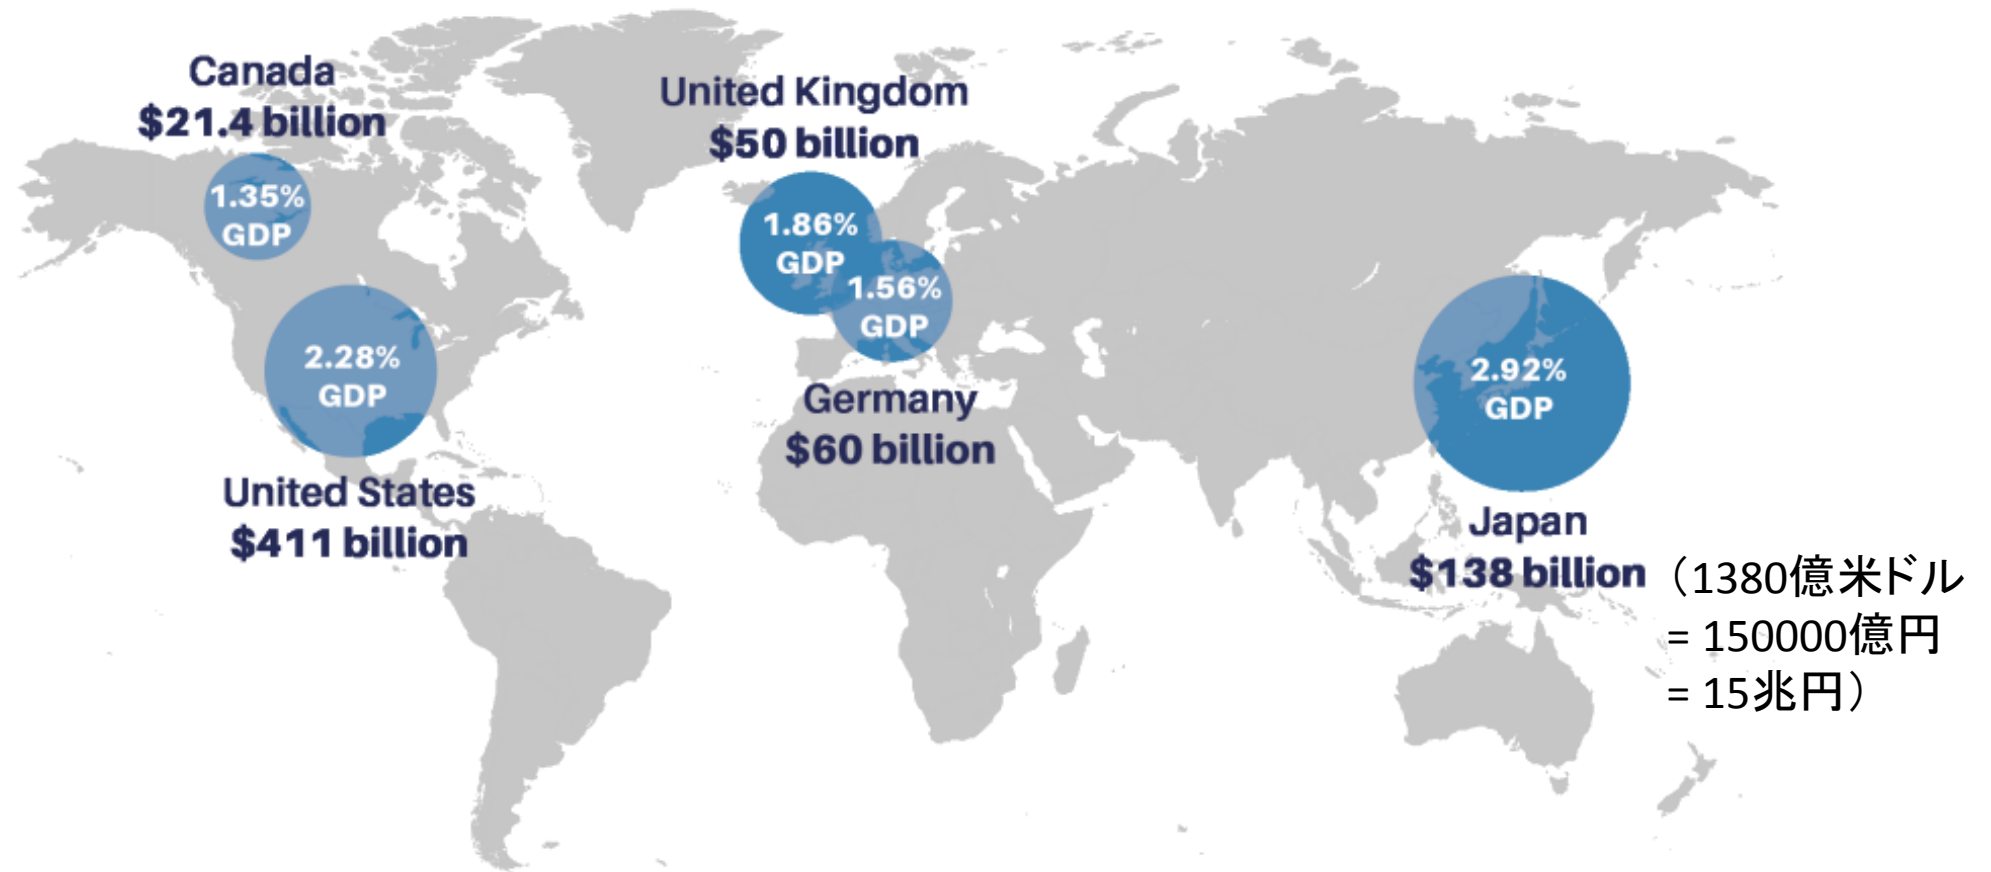 Canada
$21.4 billion
1.35%
GDP
United Kingdom
$50 billion
1.86%
GDP
1.56%
GDP
Germany
$60 billion
2.28%
GDP
United States
$411 billion
2.92%
GDP
Japan
$138 billion（1380億米ドル
= 150000億円
= 15兆円）